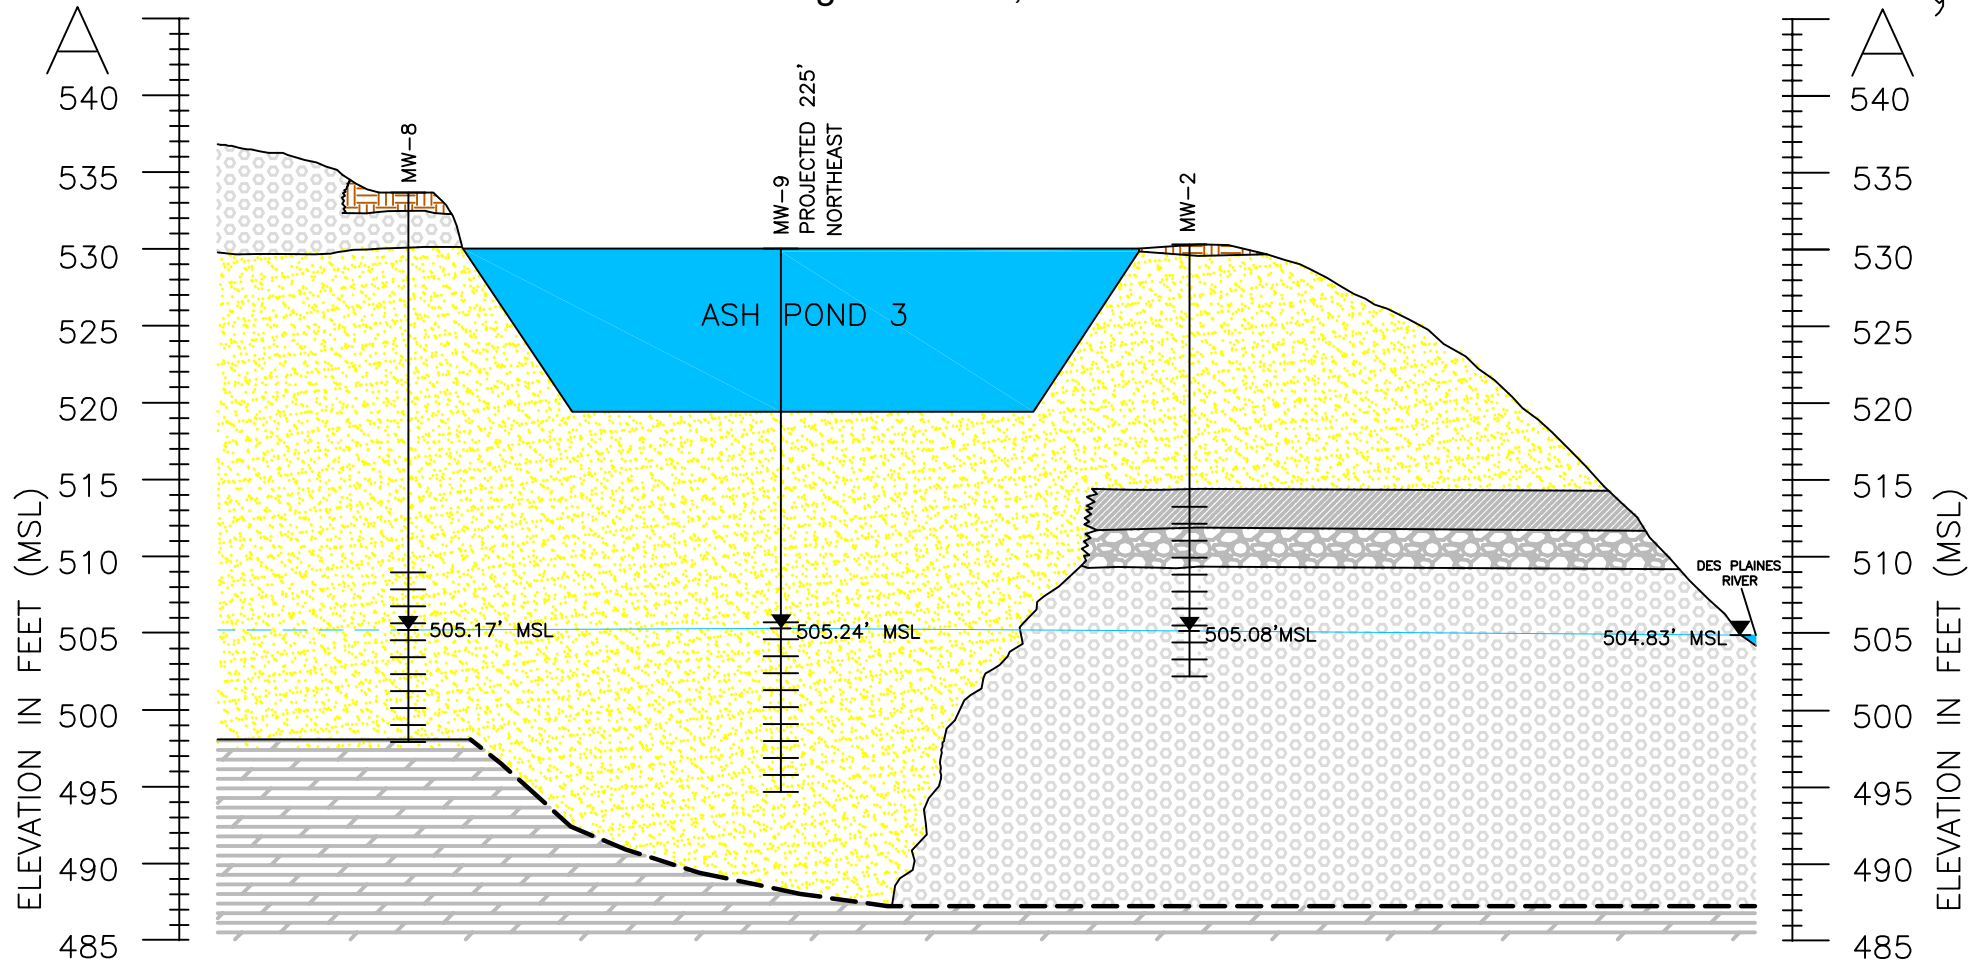 A
A
MW-8
MW-9
PROJECTED 225'
NORTHEAST
MW-2
540
535
530
525
520
515
510
505
500
495
490
485
540
535
530
525
520
515
510
505
500
495
490
485
ELEVATION IN FEET (MSL)
ELEVATION IN FEET (MSL)
ASH POND 3
DES PLAINES
RIVER
505.17' MSL
505.24' MSL
505.08'MSL
504.83' MSL